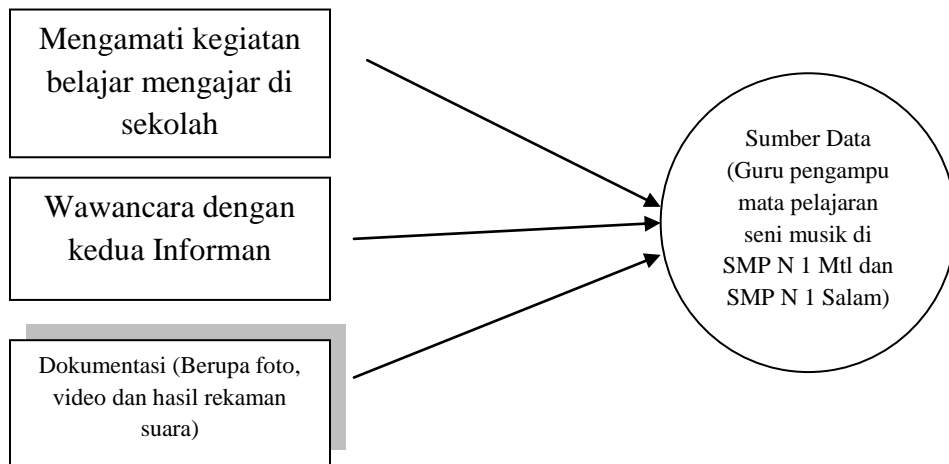 Mengamati kegiatan
belajar mengajar di
sekolah
Wawancara dengan
kedua Informan
Dokumentasi (Berupa foto,
video dan hasil rekaman
suara)
Sumber Data
(Guru pengampu
mata pelajaran
seni musik di
SMP N 1 Mtl dan
SMP N 1 Salam)